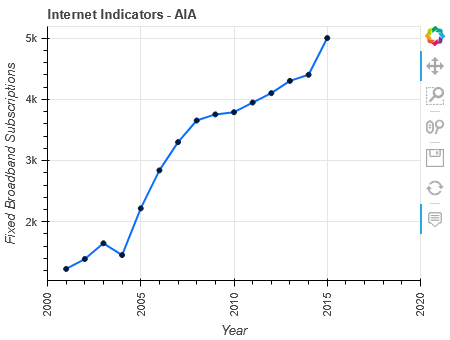 Internet Indicators - AIA
Fixed Broadband Subscriptions
5k
4k
3k
2k
2000
2005
2010
2015
2020
Year